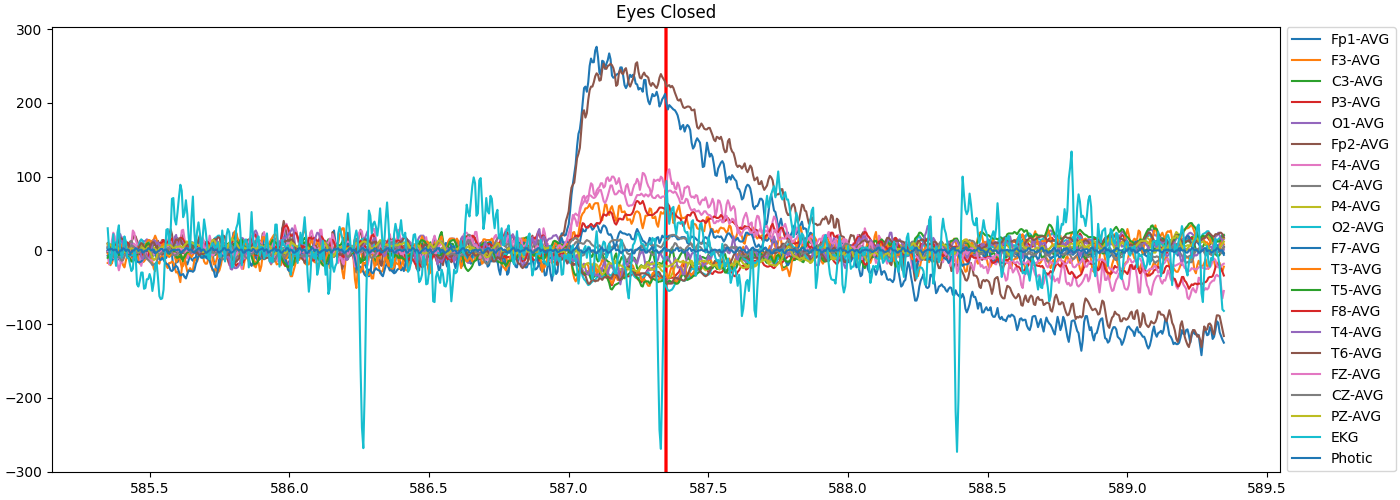 Eyes Closed
300
200
100
0
−100
−200
−300
585.5 586.0 586.5 587.0 587.5 588.0 588.5 589.0 589.5
Fp1-AVG
F3-AVG
C3-AVG
P3-AVG
O1-AVG
Fp2-AVG
F4-AVG
C4-AVG
P4-AVG
O2-AVG
F7-AVG
T3-AVG
T5-AVG
F8-AVG
T4-AVG
T6-AVG
FZ-AVG
CZ-AVG
PZ-AVG
EKG
Photic